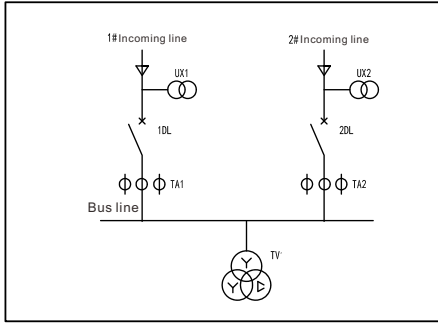 1#Incoming line
2#Incoming line
UX1
UX2
1DL
2DL
TA1
TA2
Bus line
TV'
Y
Y